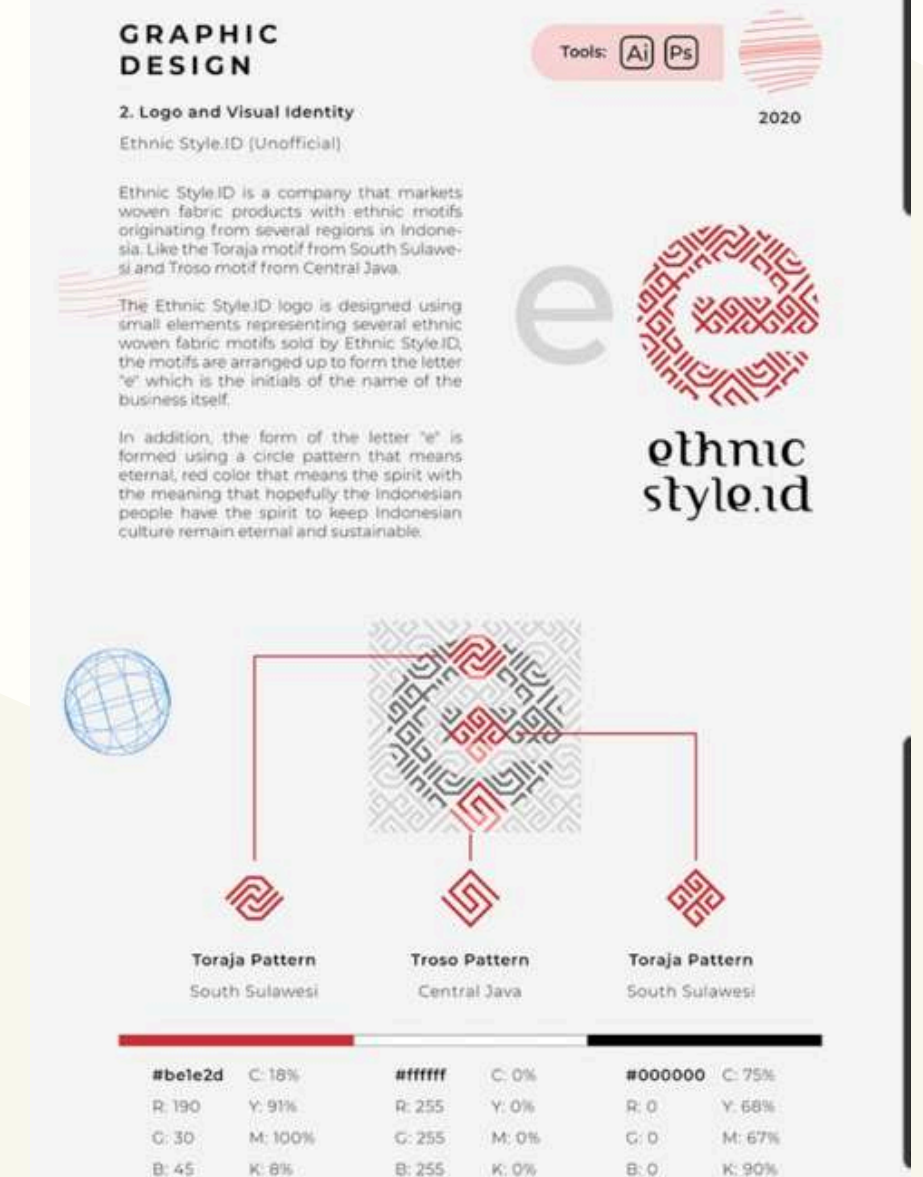 GRAPHIC
DESIGN
Tools: Ai Ps
2020
2. Logo and Visual Identity
Ethnic Style.ID (Unofficial)
Ethnic Style.ID is a company that markets
woven fabric products with ethnic motifs
originating from several regions in Indone-
sia. Like the Toraja motif from South Sulawe-
si and Troso motif from Central Java.
The Ethnic Style.ID logo is designed using
small elements representing several ethnic
woven fabric motifs sold by Ethnic Style.ID,
the motifs are arranged up to form the letter
"e" which is the initials of the name of the
business itself.
In addition, the form of the letter "e" is
formed using a circle pattern that means
eternal, red color that means the spirit with
the meaning that hopefully the Indonesian
people have the spirit to keep Indonesian
culture remain eternal and sustainable.
e
ethnic
style.id
Toraja Pattern
South Sulawesi
Troso Pattern
Central Java
Toraja Pattern
South Sulawesi
#be1e2d C: 18%
R: 190 Y: 91%
G: 30 M: 100%
B: 45 K: 8%
#ffffff C: 0%
R: 255 Y: 0%
G: 255 M: 0%
B: 255 K: 0%
#000000 C: 75%
R: 0 Y: 68%
G: 0 M: 67%
B: 0 K: 90%